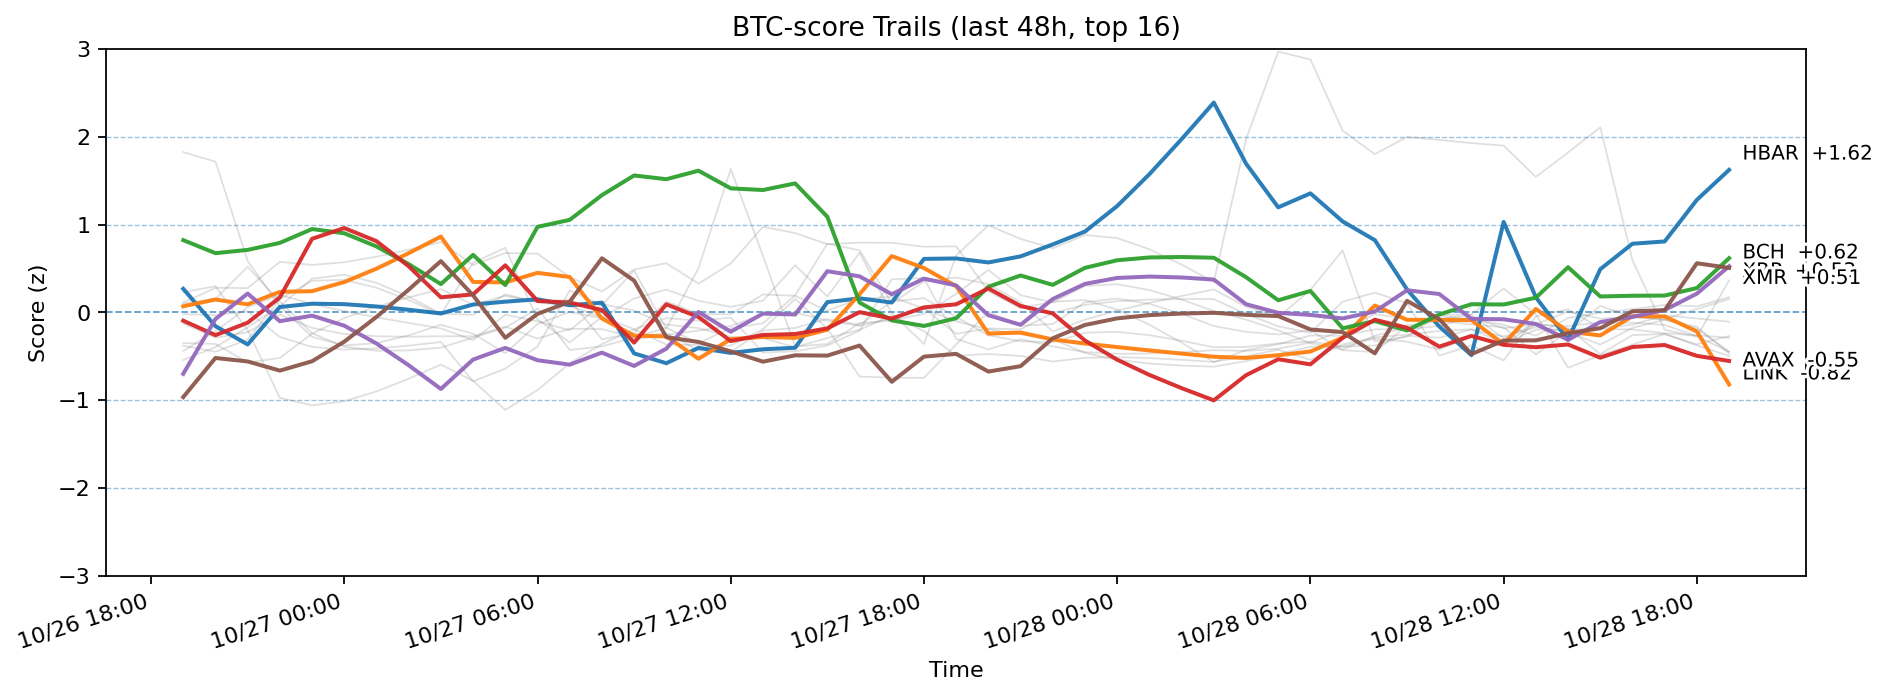 BTC-score Trails (last 48h, top 16)
Score (z)
3
2
1
0
−1
−2
−3
HBAR +1.62
BCH +0.62
XMR +0.51
AVAX -0.55
LINK -0.82
10/26 18:00
10/27 00:00
10/27 06:00
10/27 12:00
10/27 18:00
10/28 00:00
10/28 06:00
10/28 12:00
10/28 18:00
Time